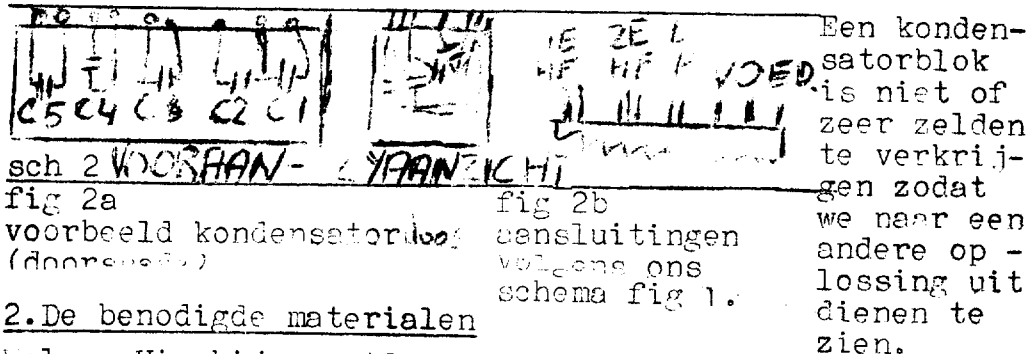 C5 C4 C3 C2 C1
1E 2E
HF HF VOED.
sch 2 VOORAAN- ZYAANZICHT
fig 2a
voorbeeld kondensator
fig 2b
aansluitingen
volgens ons
schema fig 1.
2.De benodigde materialen
Een konden-
satorblok
is niet of
zeer zelden
te verkrij-
gen zodat
we naar een
andere op -
lossing uit
dienen te
zien.